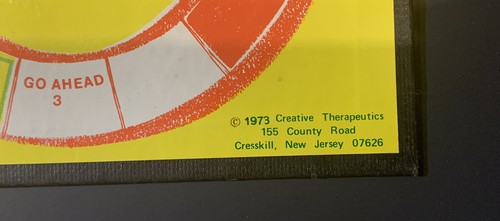 GO AHEAD
3
© 1973 Creative Therapeutics
155 County Road
Cresskill, New Jersey 07626